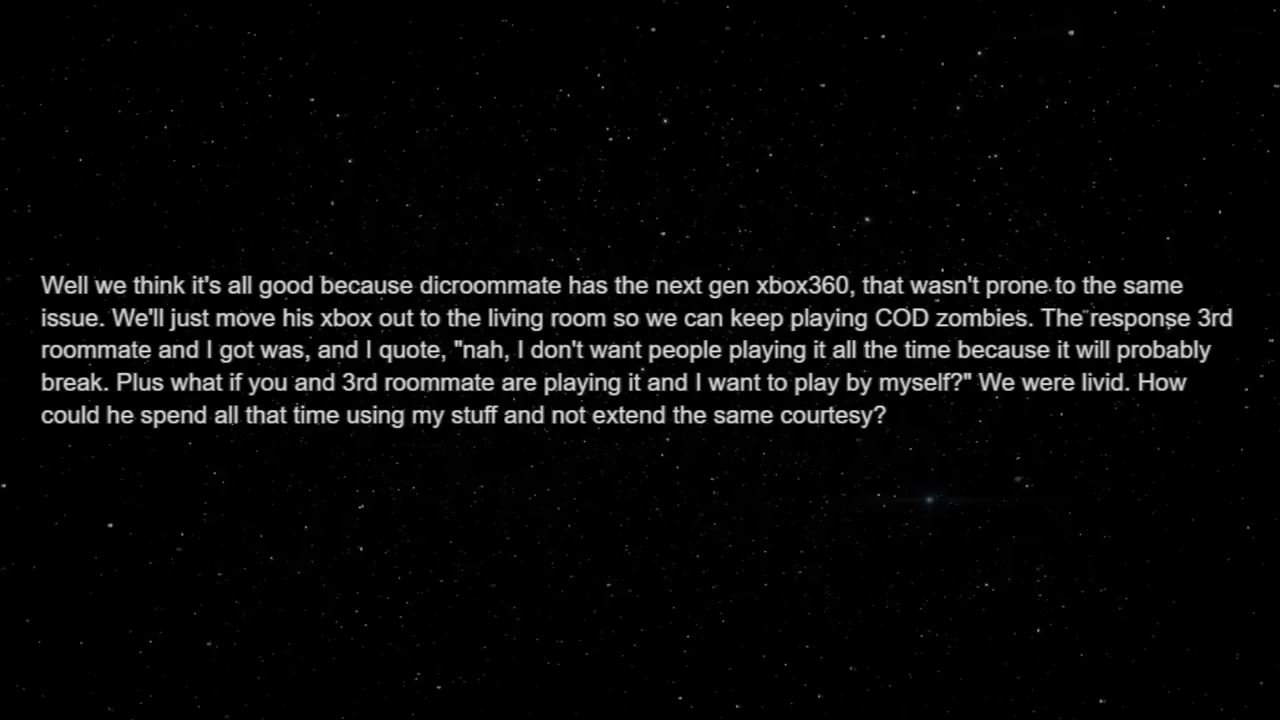 Well we think it's all good because dicroommate has the next gen xbox360, that wasn't prone to the same
issue. We'll just move his xbox out to the living room so we can keep playing COD zombies. The response 3rd
roommate and I got was, and I quote, "nah, I don't want people playing it all the time because it will probably
break. Plus what if you and 3rd roommate are playing it and I want to play by myself?" We were livid. How
could he spend all that time using my stuff and not extend the same courtesy?